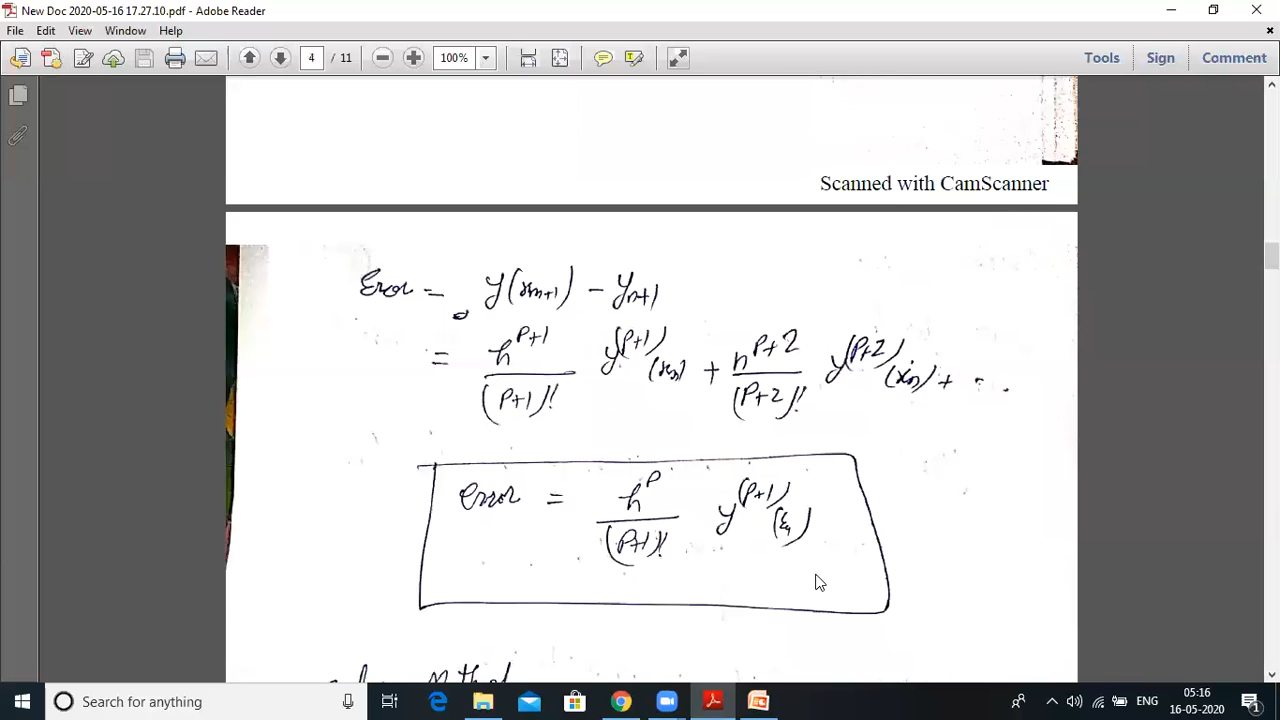 New Doc 2020-05-16 17.27.10.pdf - Adobe Reader
File Edit View Window Help
4 / 11 100% Tools Sign Comment
Scanned with CamScanner
Error = y(xn+1) - yn+1
= h^P+1/(P+1)! y^(P+1)(xn) + h^P+2/(P+2)! y^(P+2)(xn) + ...
error = h^P/(P+1)! y^(P+1)(ξn)
Search for anything
ENG
05:16
16-05-2020